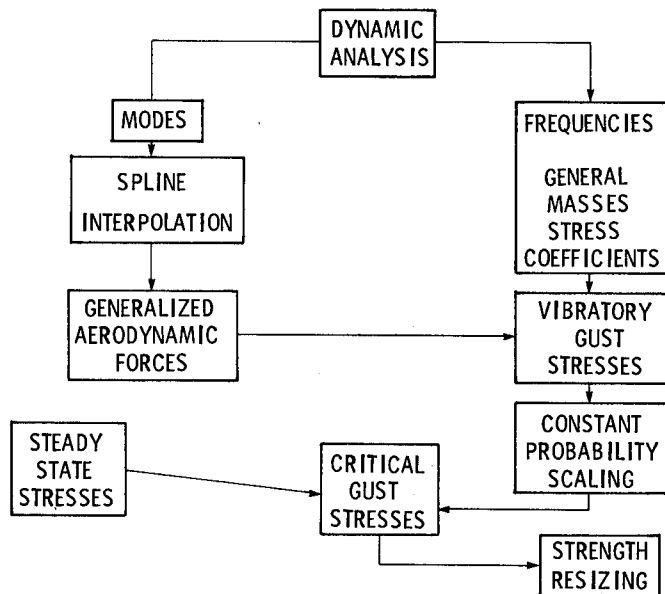 DYNAMIC
ANALYSIS
MODES
SPLINE
INTERPOLATION
FREQUENCIES
GENERAL
MASSES
STRESS
COEFFICIENTS
GENERALIZED
AERODYNAMIC
FORCES
VIBRATORY
GUST
STRESSES
CONSTANT
PROBABILITY
SCALING
STEADY
STATE
STRESSES
CRITICAL
GUST
STRESSES
STRENGTH
RESIZING